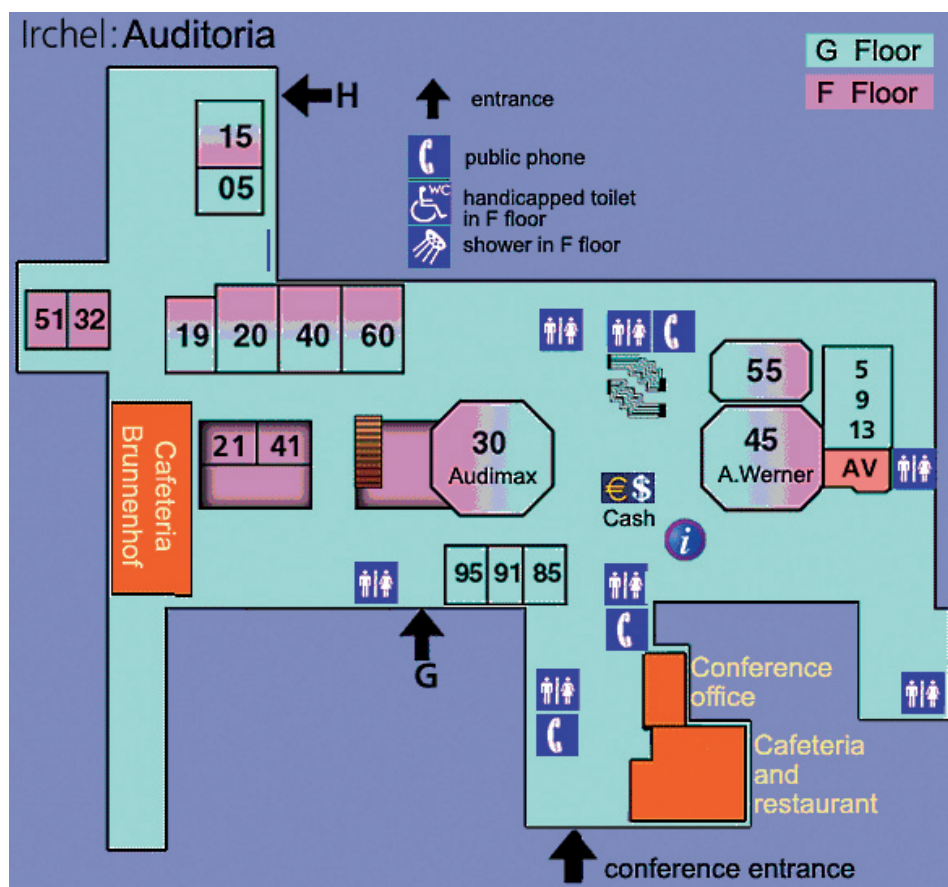 Irchel: Auditoria
G Floor
F Floor
H
entrance
public phone
WC
handicapped toilet
in F floor
shower in F floor
15
05
51 32
19 20 40 60
55
5
9
13
AV
45
A.Werner
21 41
30
Audimax
Cafeteria
Brunnenhof
€$
Cash
i
95 91 85
G
Conference
office
Cafeteria
and
restaurant
conference entrance